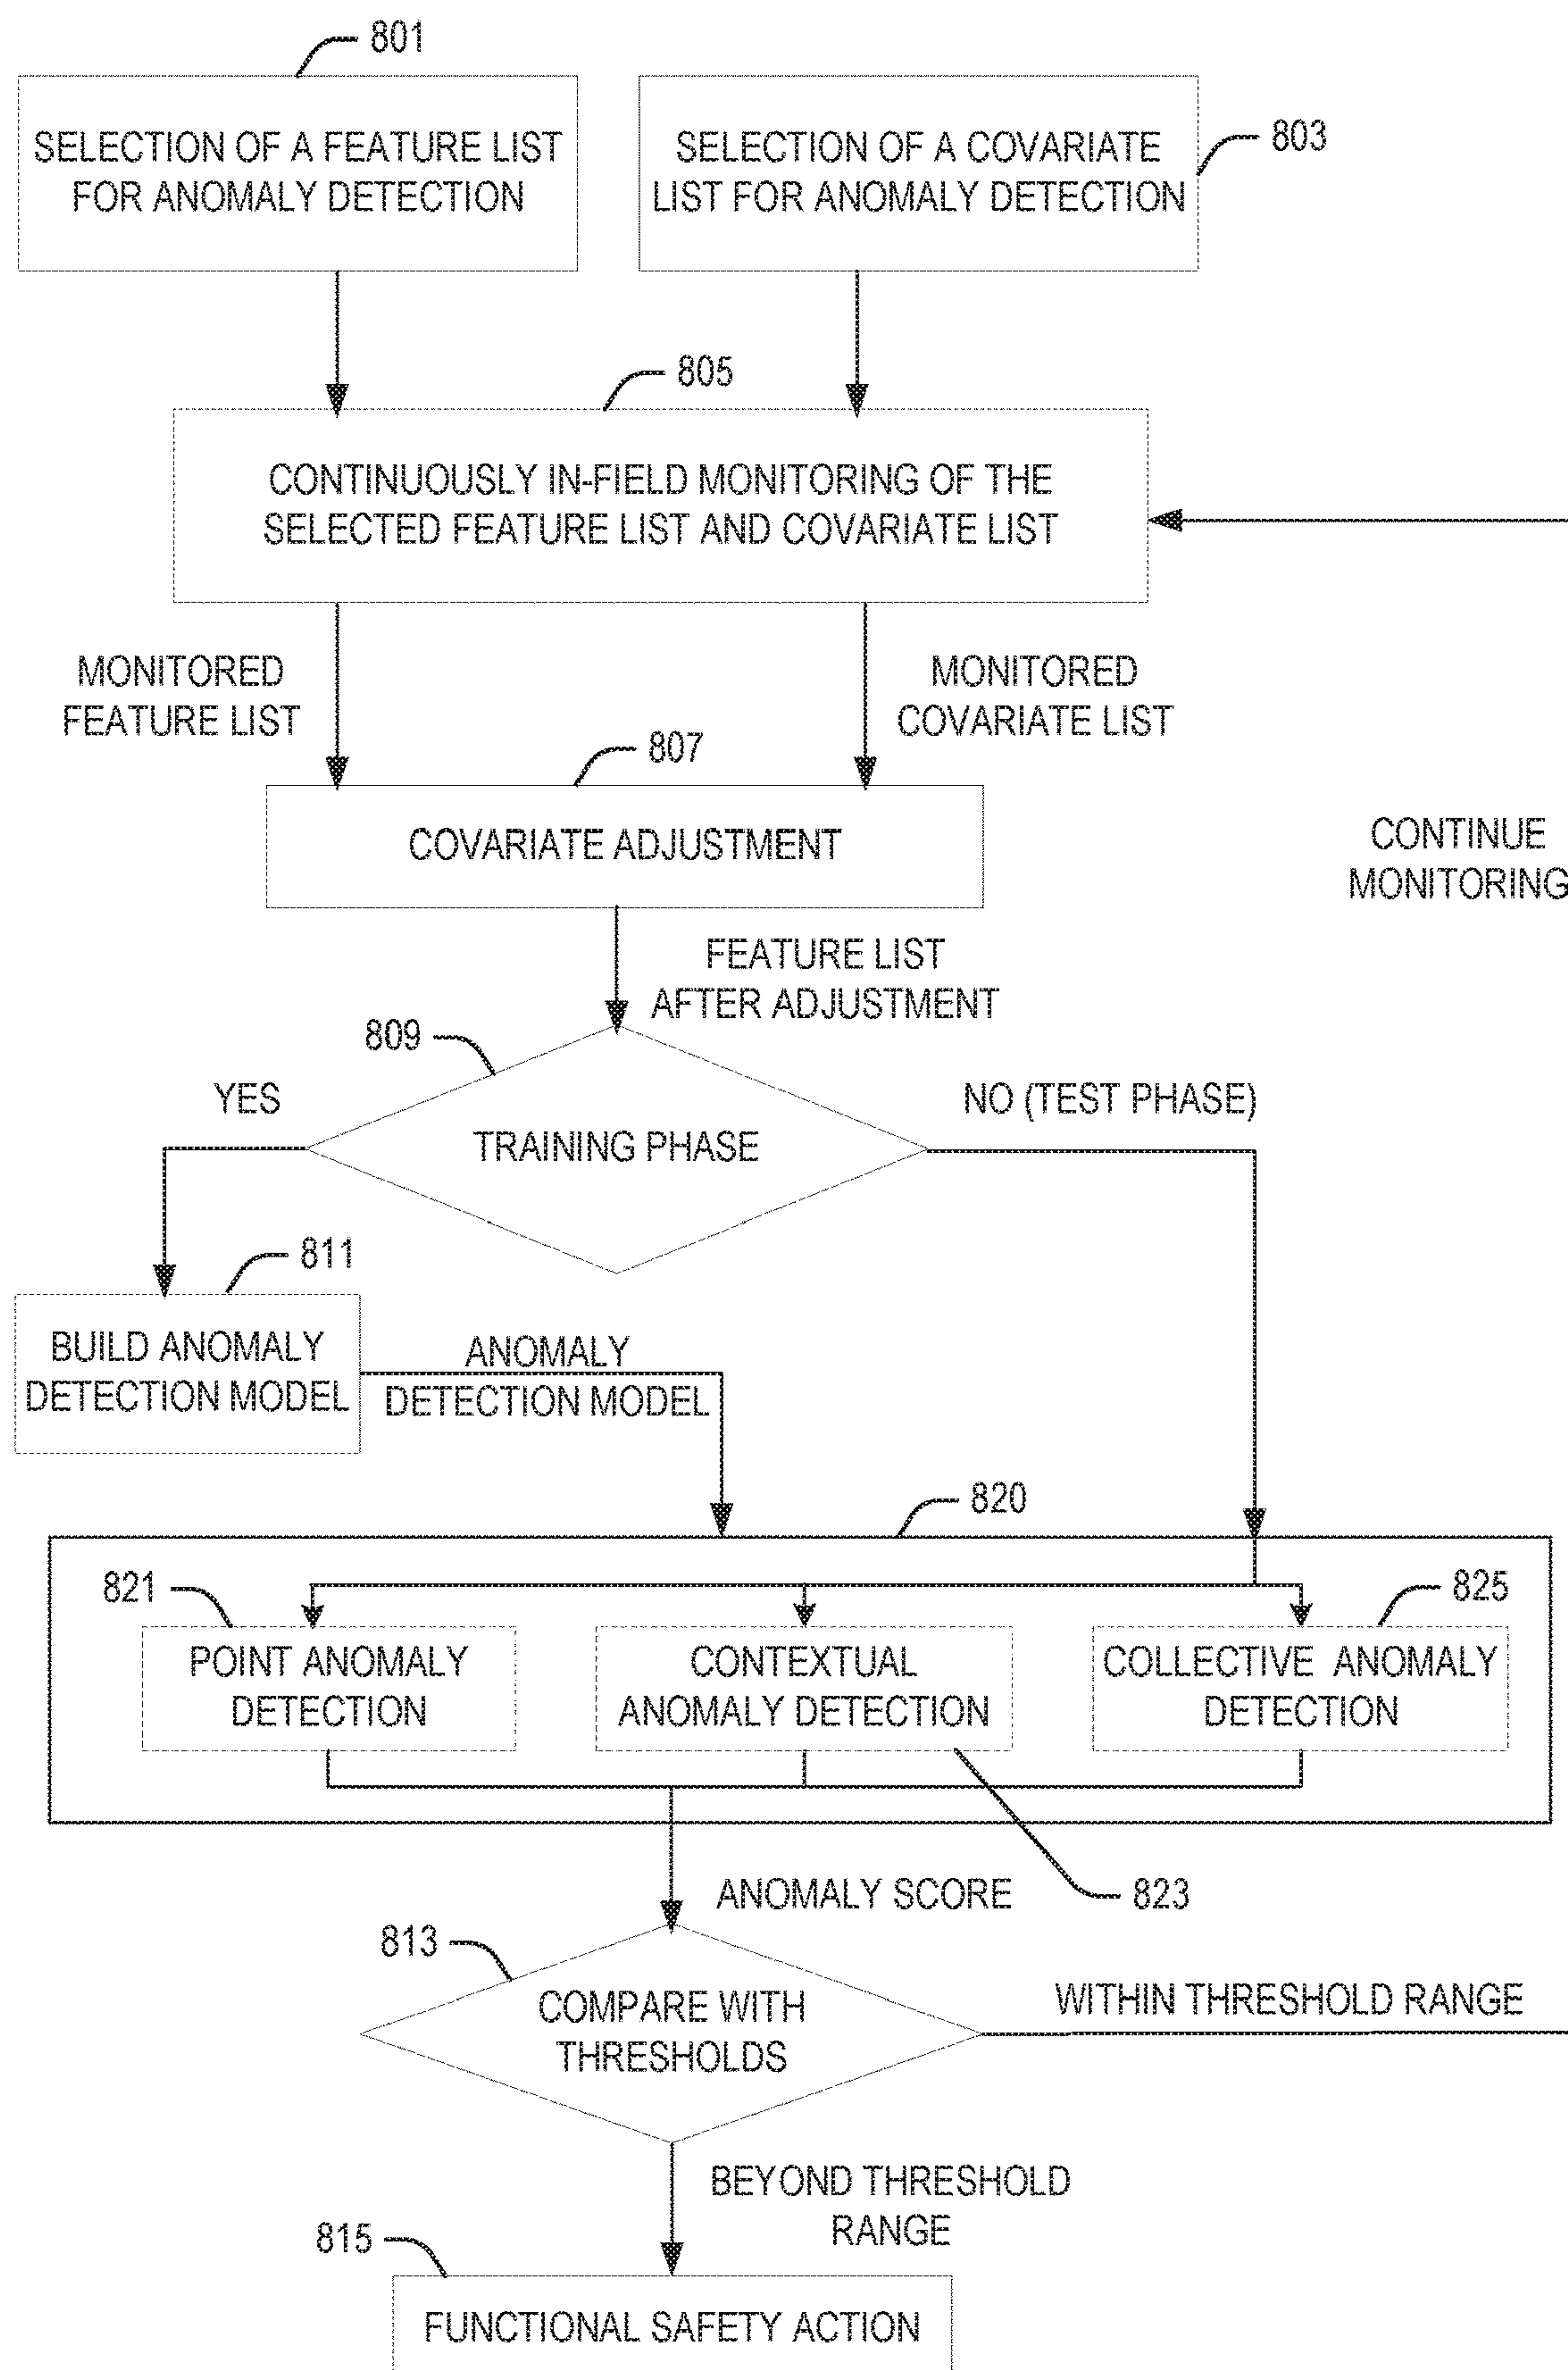 801
SELECTION OF A FEATURE LIST
FOR ANOMALY DETECTION
SELECTION OF A COVARIATE
LIST FOR ANOMALY DETECTION
803
805
CONTINUOUSLY IN-FIELD MONITORING OF THE
SELECTED FEATURE LIST AND COVARIATE LIST
MONITORED
FEATURE LIST
MONITORED
COVARIATE LIST
807
COVARIATE ADJUSTMENT
CONTINUE
MONITORING
FEATURE LIST
AFTER ADJUSTMENT
809
YES
NO (TEST PHASE)
TRAINING PHASE
811
BUILD ANOMALY
DETECTION MODEL
ANOMALY
DETECTION MODEL
820
821
825
POINT ANOMALY
DETECTION
CONTEXTUAL
ANOMALY DETECTION
COLLECTIVE ANOMALY
DETECTION
ANOMALY SCORE
823
813
COMPARE WITH
THRESHOLDS
WITHIN THRESHOLD RANGE
BEYOND THRESHOLD
RANGE
815
FUNCTIONAL SAFETY ACTION